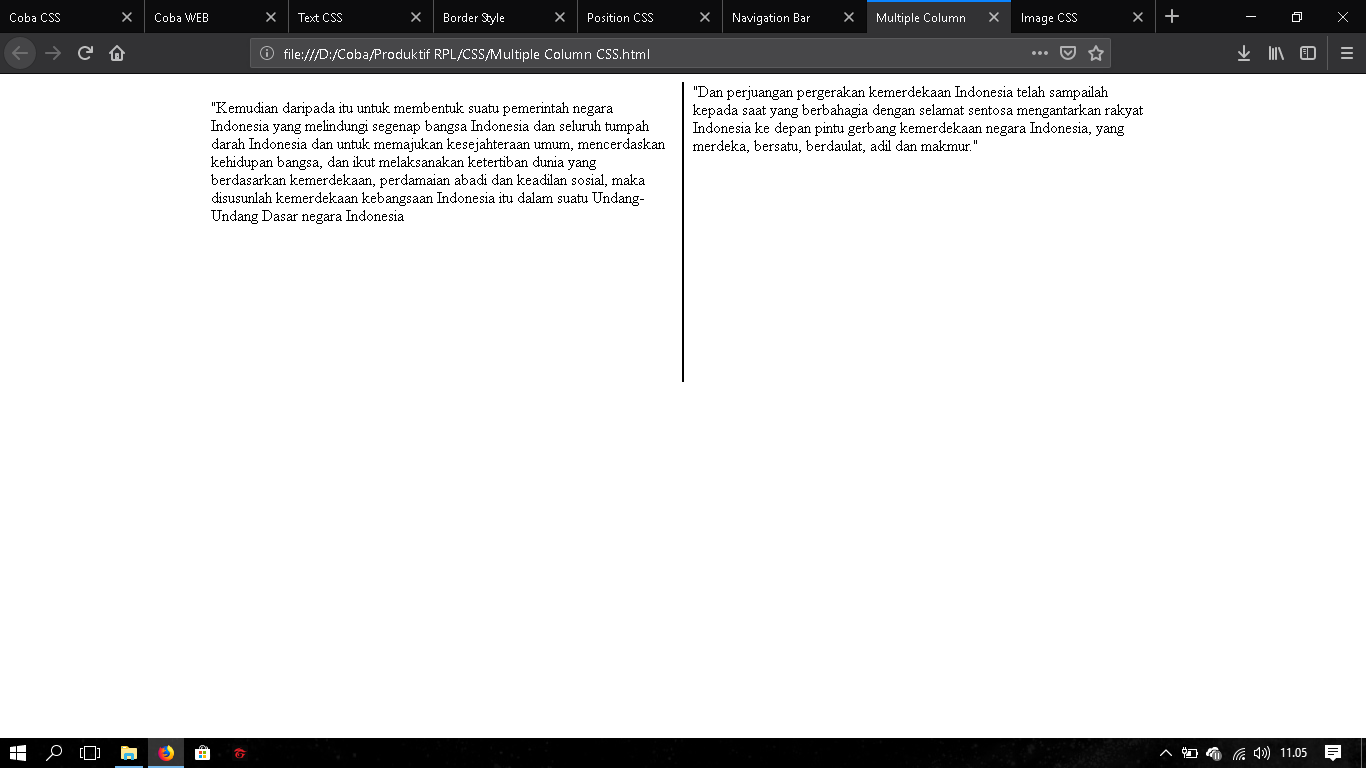 Coba CSS
Coba WEB
Text CSS
Border Style
Position CSS
Navigation Bar
Multiple Column
Image CSS
file:///D:/Coba/Produktif RPL/CSS/Multiple Column CSS.html
"Kemudian daripada itu untuk membentuk suatu pemerintah negara
Indonesia yang melindungi segenap bangsa Indonesia dan seluruh tumpah
darah Indonesia dan untuk memajukan kesejahteraan umum, mencerdaskan
kehidupan bangsa, dan ikut melaksanakan ketertiban dunia yang
berdasarkan kemerdekaan, perdamaian abadi dan keadilan sosial, maka
disusunlah kemerdekaan kebangsaan Indonesia itu dalam suatu Undang-
Undang Dasar negara Indonesia
"Dan perjuangan pergerakan kemerdekaan Indonesia telah sampailah
kepada saat yang berbahagia dengan selamat sentosa mengantarkan rakyat
Indonesia ke depan pintu gerbang kemerdekaan negara Indonesia, yang
merdeka, bersatu, berdaulat, adil dan makmur."
11.05